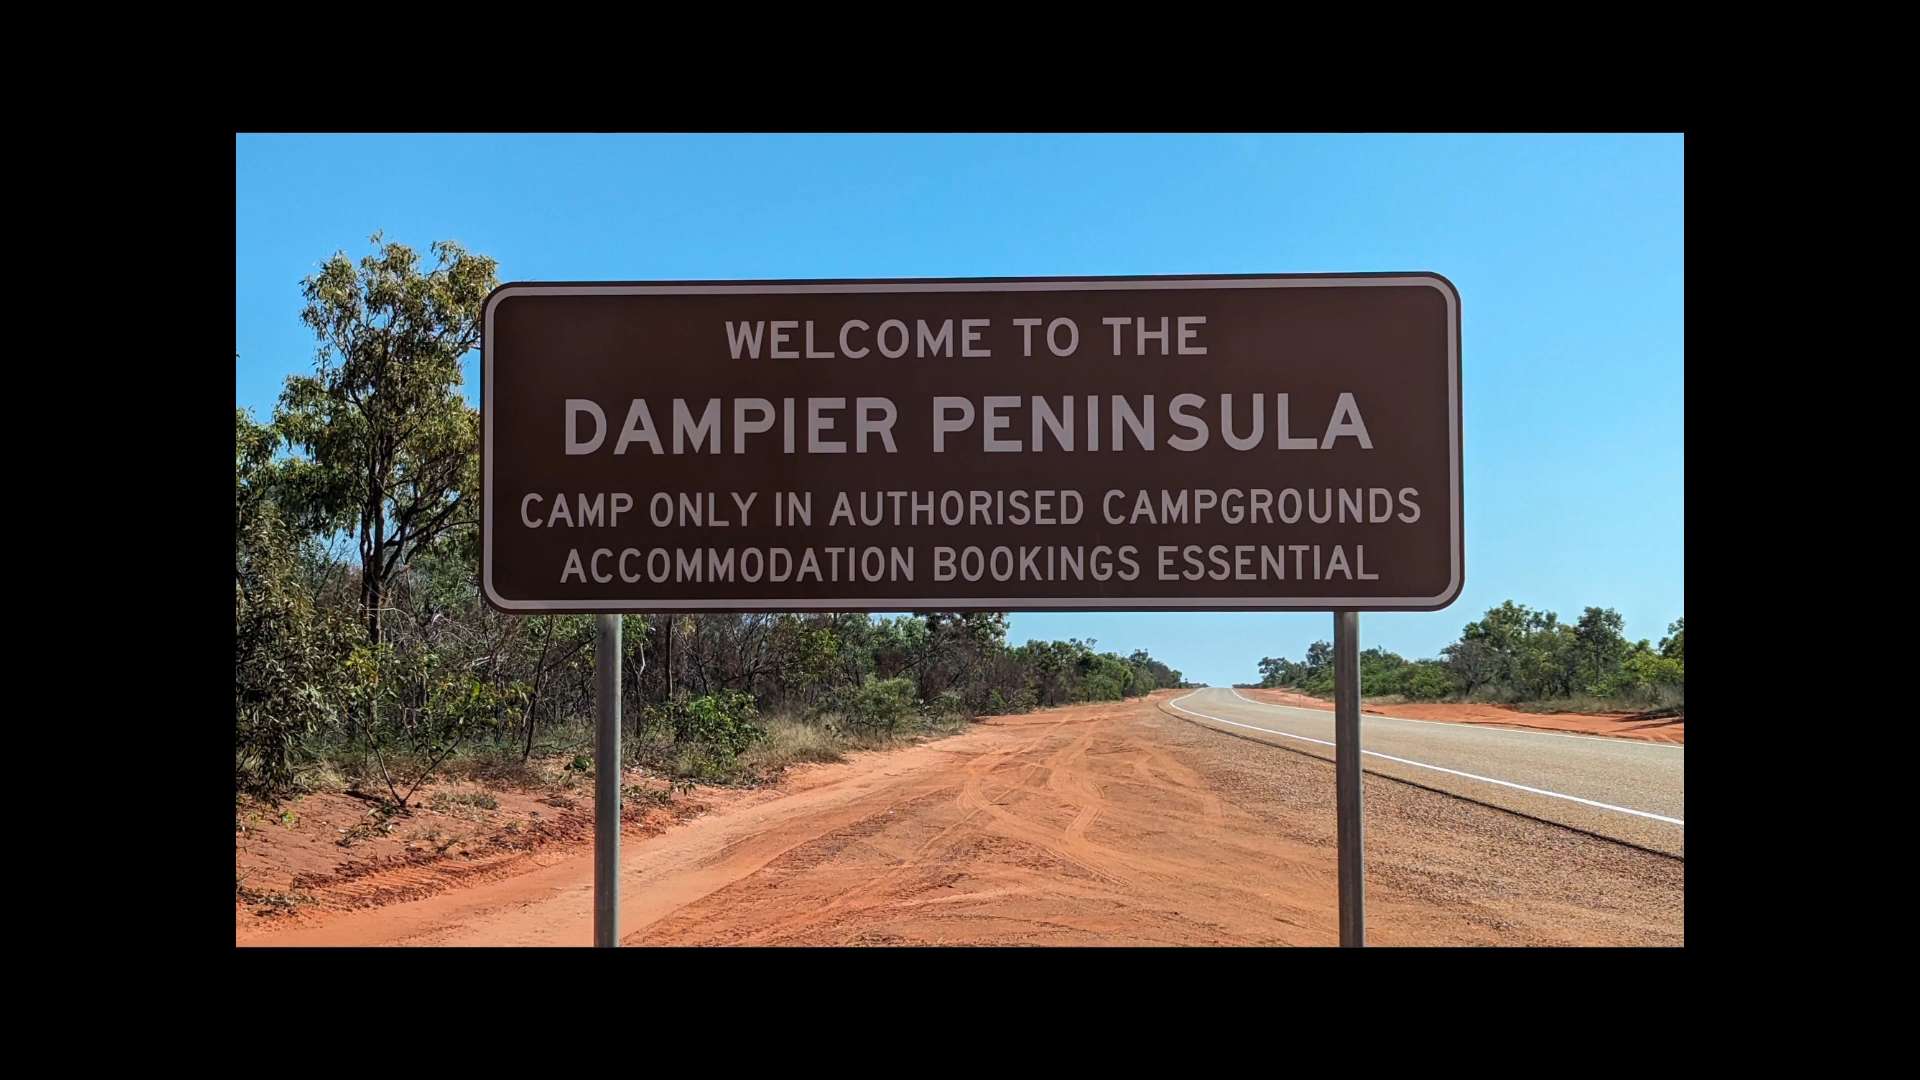 WELCOME TO THE
DAMPIER PENINSULA
CAMP ONLY IN AUTHORISED CAMPGROUNDS
ACCOMMODATION BOOKINGS ESSENTIAL